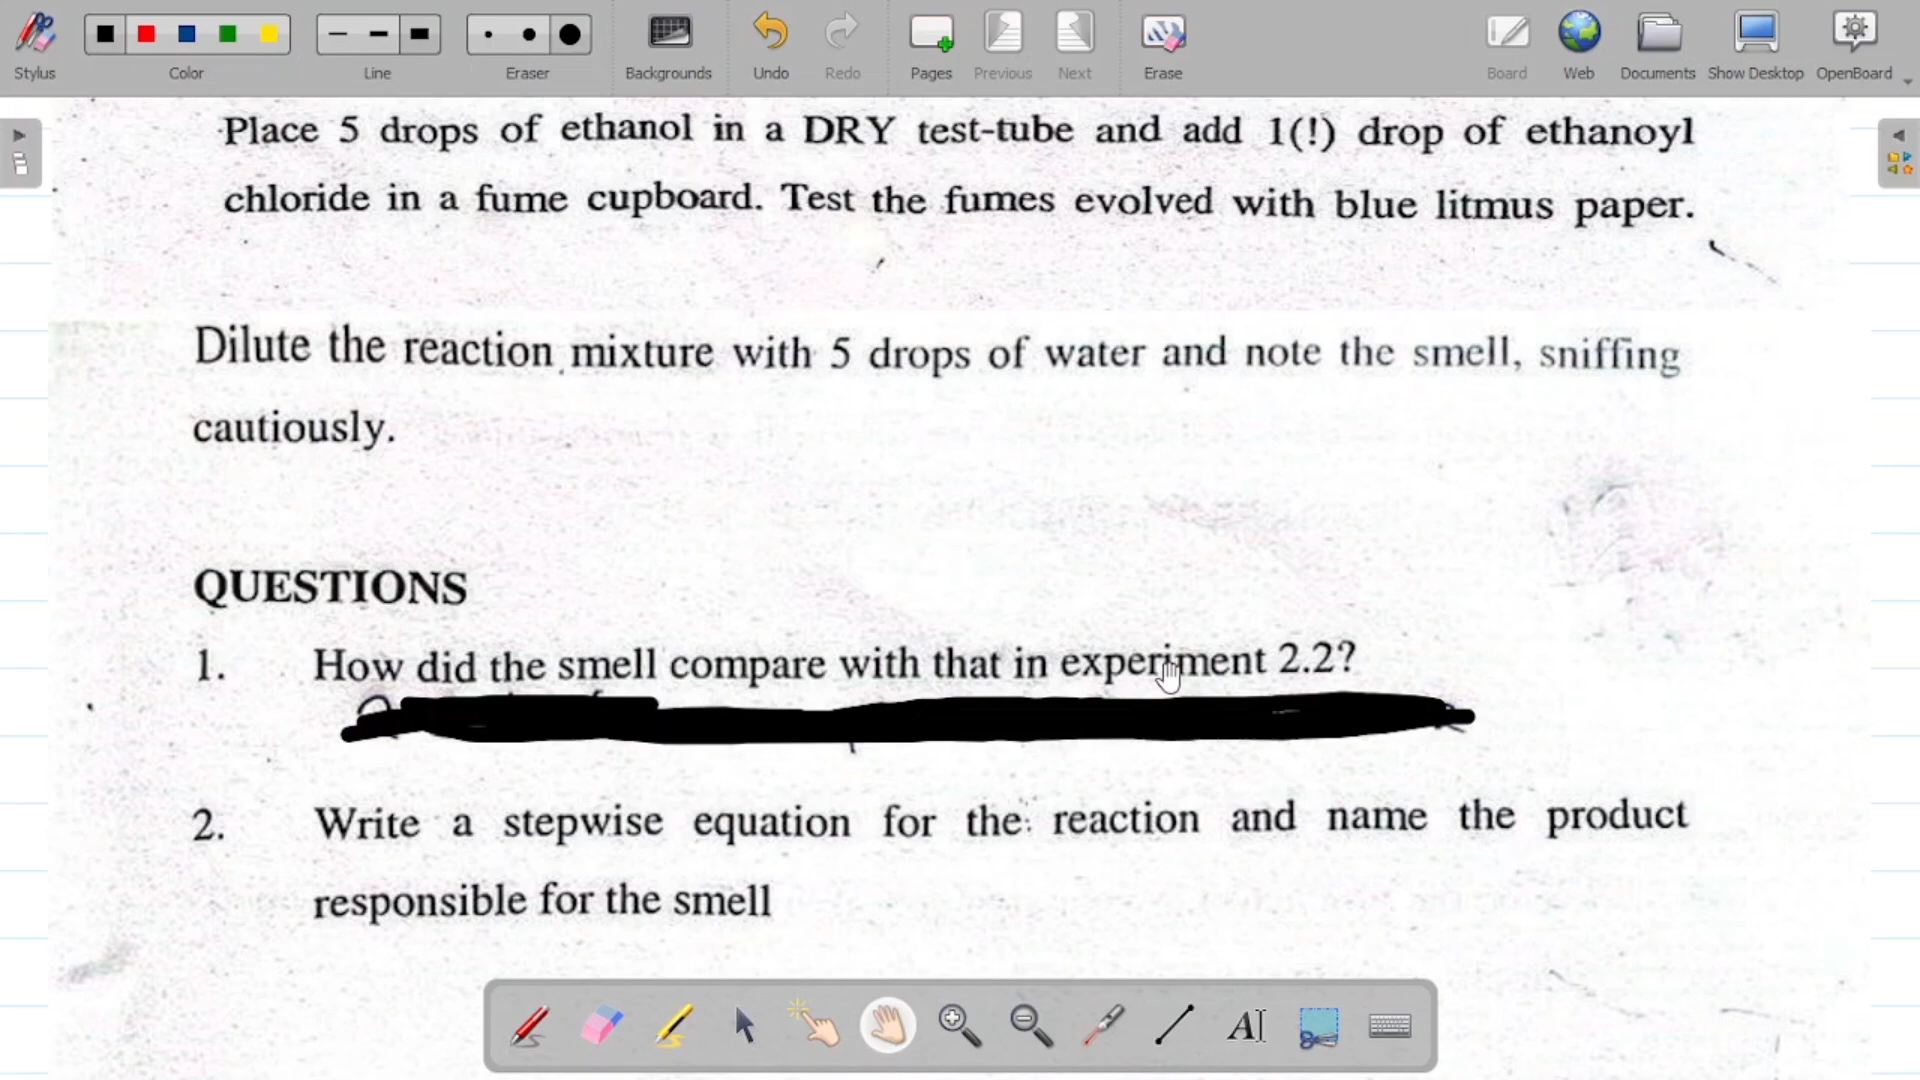 Stylus
Color
Line
Eraser
Backgrounds
Undo
Redo
Pages
Previous
Next
Erase
Board
Web
Documents
Show Desktop
OpenBoard
Place 5 drops of ethanol in a DRY test-tube and add 1(!) drop of ethanoyl
chloride in a fume cupboard. Test the fumes evolved with blue litmus paper.
Dilute the reaction mixture with 5 drops of water and note the smell, sniffing
cautiously.
QUESTIONS
1. How did the smell compare with that in experiment 2.2?
2. Write a stepwise equation for the reaction and name the product
responsible for the smell